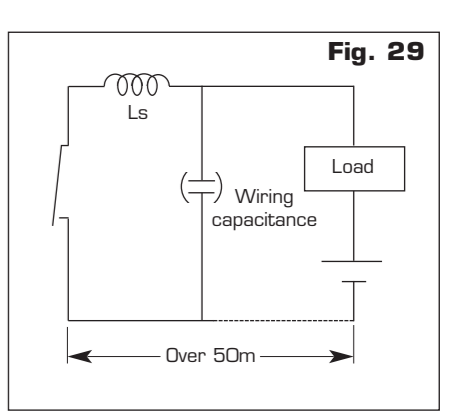 Fig. 29
Ls
Load
Wiring
capacitance
Over 50m